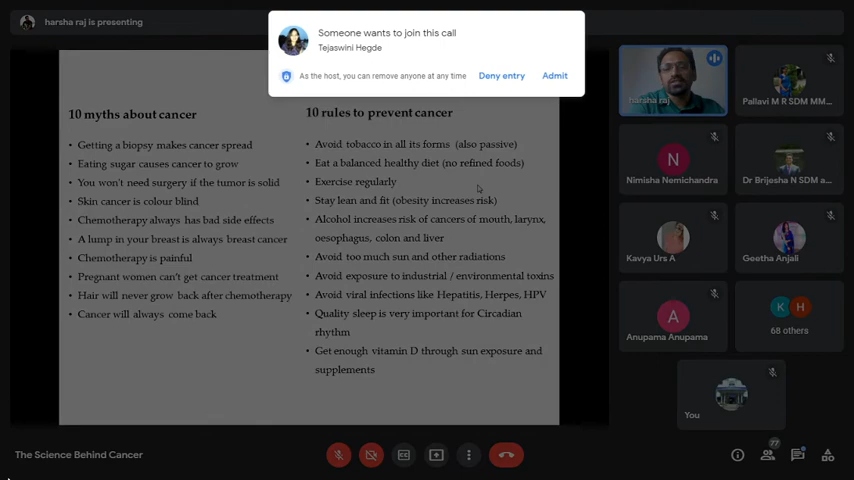 harsha raj is presenting
Someone wants to join this call
Tejaswini Hegde
As the host, you can remove anyone at any time
Deny entry
Admit
10 myths about cancer
Getting a biopsy makes cancer spread
Eating sugar causes cancer to grow
You won't need surgery if the tumor is solid
Skin cancer is colour blind
Chemotherapy always has bad side effects
A lump in your breast is always breast cancer
Chemotherapy is painful
Pregnant women can't get cancer treatment
Hair will never grow back after chemotherapy
Cancer will always come back
10 rules to prevent cancer
Avoid tobacco in all its forms (also passive)
Eat a balanced healthy diet (no refined foods)
Exercise regularly
Stay lean and fit (obesity increases risk)
Alcohol increases risk of cancers of mouth, larynx,
oesophagus, colon and liver
Avoid too much sun and other radiations
Avoid exposure to industrial / environmental toxins
Avoid viral infections like Hepatitis, Herpes, HPV
Quality sleep is very important for Circadian
rhythm
Get enough vitamin D through sun exposure and
supplements
harsha raj
Pallavi M R SDM MM...
N
Nimisha Nemichandra
Dr Brijesha N SDM a...
Kavya Urs A
Geetha Anjali
A
Anupama Anupama
K
H
68 others
You
The Science Behind Cancer
77